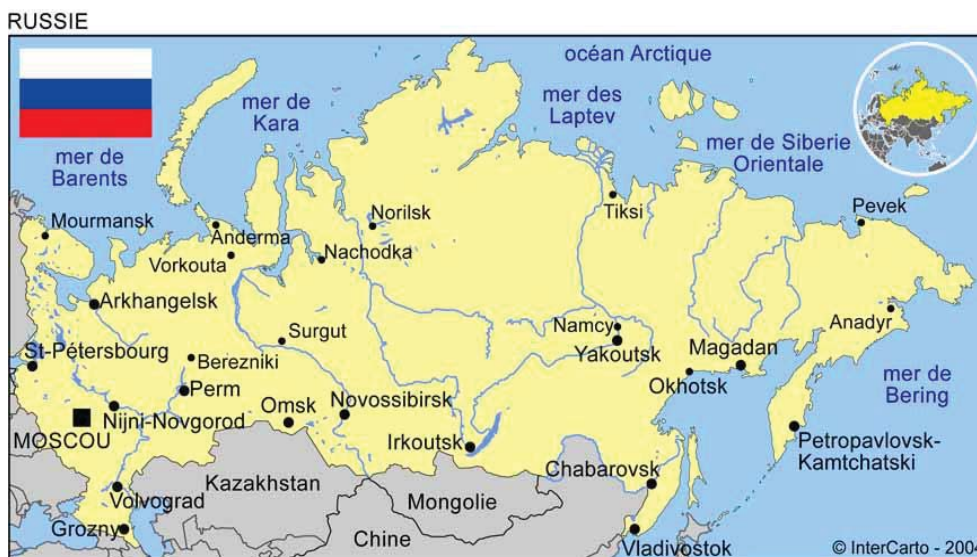 RUSSIE
océan Arctique
mer de
Kara
mer des
Laptev
mer de Siberie
Orientale
mer de
Barents
Mourmansk
Norilsk
Tiksi
Pevek
Anderma
Vorkouta
Nachodka
Arkhangelsk
Surgut
Namcy
Anadyr
St-Pétersbourg
Berezniki
Yakoutsk
Magadan
Okhotsk
mer de
Bering
Perm
Omsk
Novossibirsk
Nijni-Novgorod
MOSCOU
Irkoutsk
Petropavlovsk-
Kamtchatski
Chabarovsk
Kazakhstan
Volvograd
Mongolie
Grozny
Chine
Vladivostok
© InterCarto - 200